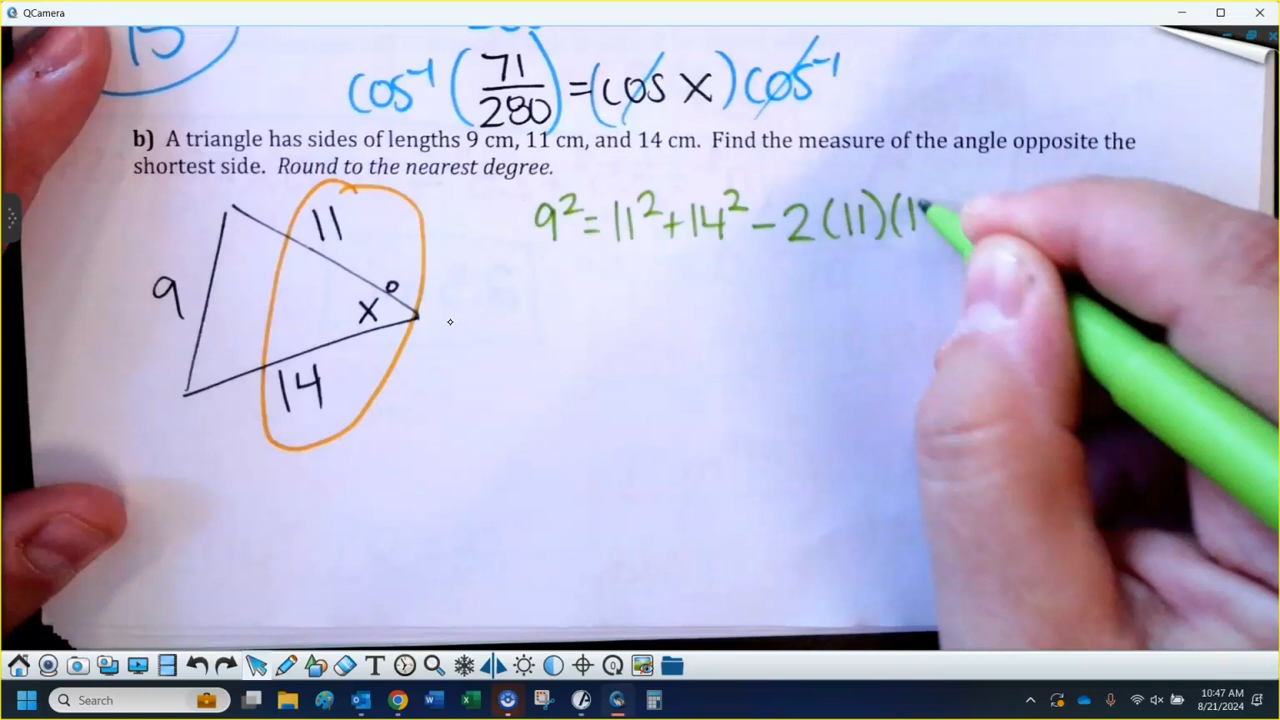 QCamera
15
cos⁻¹ (71/280) = (cos x) cos⁻¹
b) A triangle has sides of lengths 9 cm, 11 cm, and 14 cm. Find the measure of the angle opposite the
shortest side. Round to the nearest degree.
9² = 11² + 14² − 2(11)(1
11
9
x°
14
Search
10:47 AM
8/21/2024